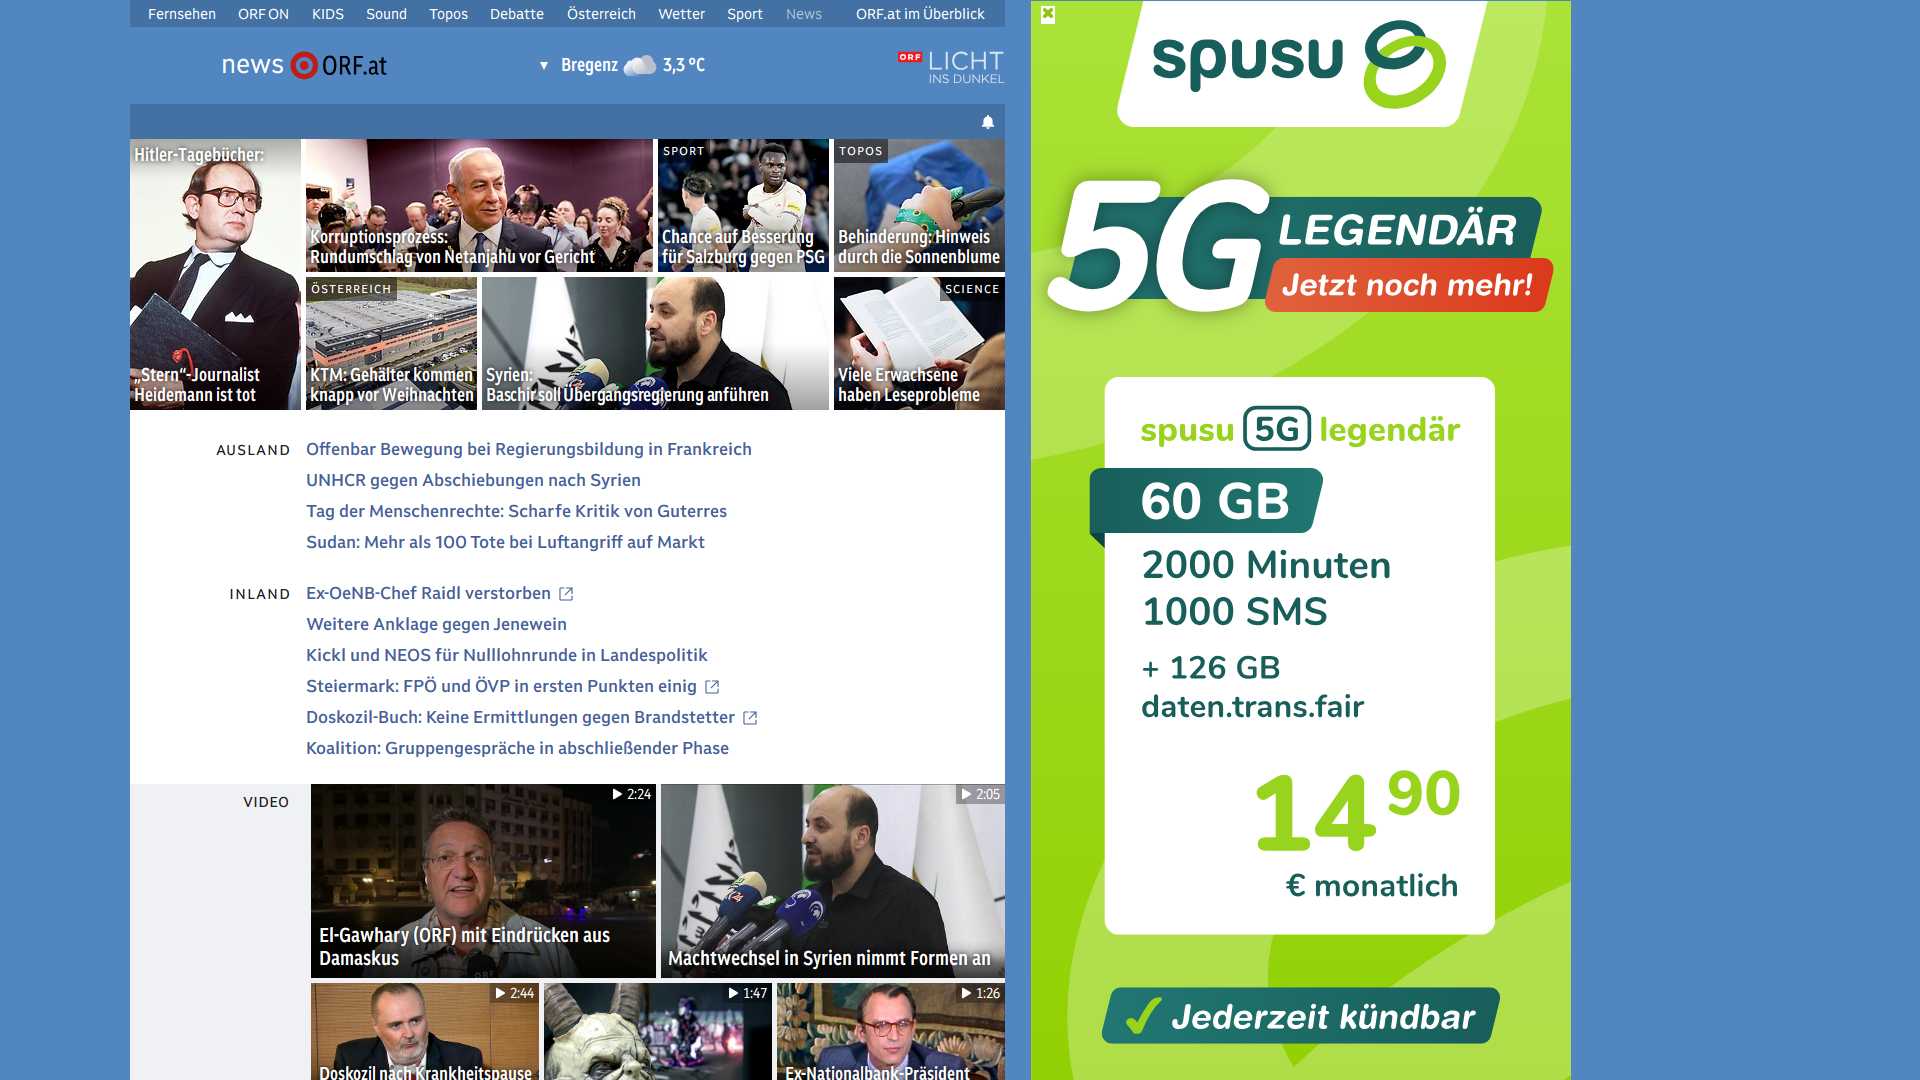 Fernsehen ORF ON KIDS Sound Topos Debatte Österreich Wetter Sport News ORF.at im Überblick
news ORF.at
▼ Bregenz 3,3 °C
ORF LICHT
INS DUNKEL
Hitler-Tagebücher:
„Stern“-Journalist
Heidemann ist tot
Korruptionsprozess:
Rundumschlag von Netanjahu vor Gericht
SPORT
Chance auf Besserung
für Salzburg gegen PSG
TOPOS
Behinderung: Hinweis
durch die Sonnenblume
ÖSTERREICH
KTM: Gehälter kommen
knapp vor Weihnachten
Syrien:
Baschir soll Übergangsregierung anführen
SCIENCE
Viele Erwachsene
haben Leseprobleme
AUSLAND
Offenbar Bewegung bei Regierungsbildung in Frankreich
UNHCR gegen Abschiebungen nach Syrien
Tag der Menschenrechte: Scharfe Kritik von Guterres
Sudan: Mehr als 100 Tote bei Luftangriff auf Markt
INLAND
Ex-OeNB-Chef Raidl verstorben
Weitere Anklage gegen Jenewein
Kickl und NEOS für Nulllohnrunde in Landespolitik
Steiermark: FPÖ und ÖVP in ersten Punkten einig
Doskozil-Buch: Keine Ermittlungen gegen Brandstetter
Koalition: Gruppengespräche in abschließender Phase
VIDEO
2:24
El-Gawhary (ORF) mit Eindrücken aus
Damaskus
2:05
Machtwechsel in Syrien nimmt Formen an
2:44
Doskozil nach Krankheitspause
1:47
1:26
Ex-Nationalbank-Präsident
spusu
5G LEGENDÄR
Jetzt noch mehr!
spusu 5G legendär
60 GB
2000 Minuten
1000 SMS
+ 126 GB
daten.trans.fair
14 90
€ monatlich
Jederzeit kündbar